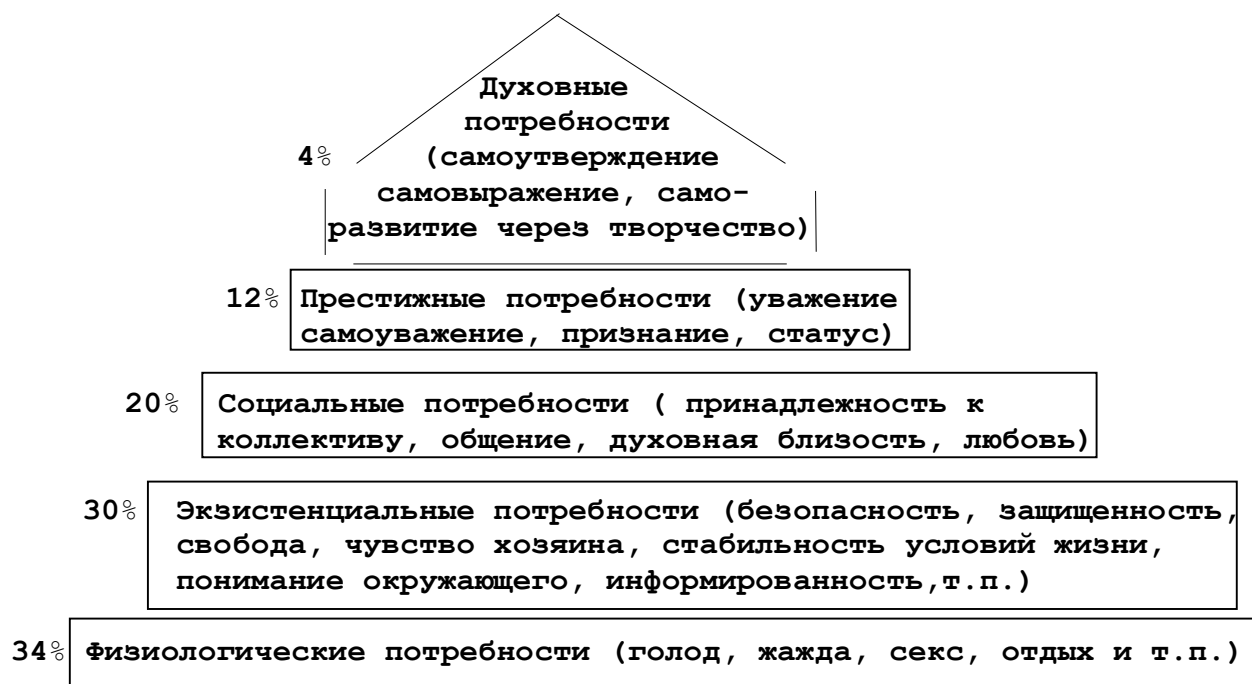 Духовные
потребности
4% (самоутверждение
самовыражение, само-
развитие через творчество)
12% Престижные потребности (уважение
самоуважение, признание, статус)
20% Социальные потребности ( принадлежность к
коллективу, общение, духовная близость, любовь)
30% Экзистенциальные потребности (безопасность, защищенность,
свобода, чувство хозяина, стабильность условий жизни,
понимание окружающего, информированность,т.п.)
34% Физиологические потребности (голод, жажда, секс, отдых и т.п.)